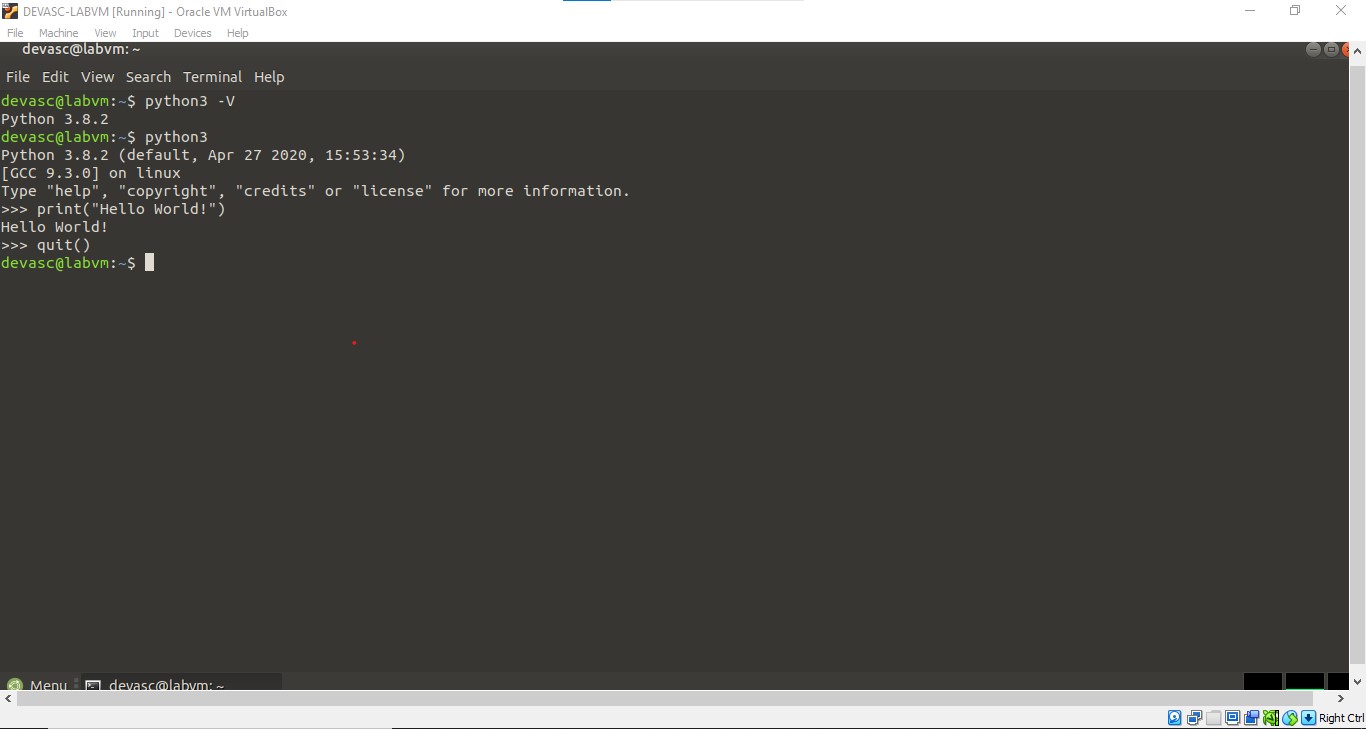 DEVASC-LABVM [Running] - Oracle VM VirtualBox
File Machine View Input Devices Help
devasc@labvm: ~
File Edit View Search Terminal Help
devasc@labvm:~$ python3 -V
Python 3.8.2
devasc@labvm:~$ python3
Python 3.8.2 (default, Apr 27 2020, 15:53:34)
[GCC 9.3.0] on linux
Type "help", "copyright", "credits" or "license" for more information.
>>> print("Hello World!")
Hello World!
>>> quit()
devasc@labvm:~$
Menu devasc@labvm: ~
Right Ctrl